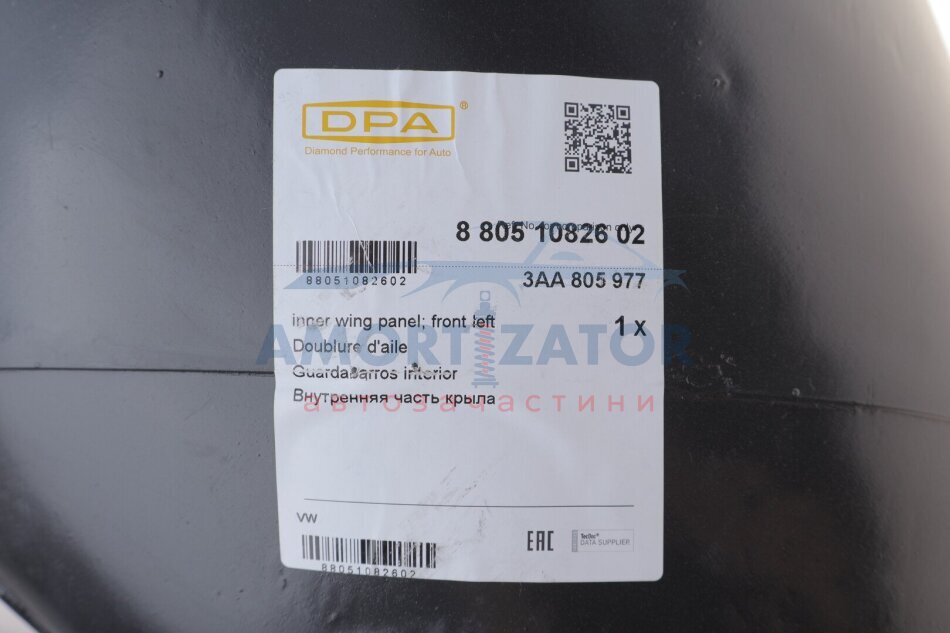 DPA®
Diamond Performance for Auto
8 805 10826 02
88051082602
3AA 805 977
inner wing panel; front left
1 x
Doublure d'aile
AMORTIZATOR
Guardabarros interior
Внутренняя часть крыла
автозапчастини
VW
EAC
TecDoc®
DATA SUPPLIER
88051082602